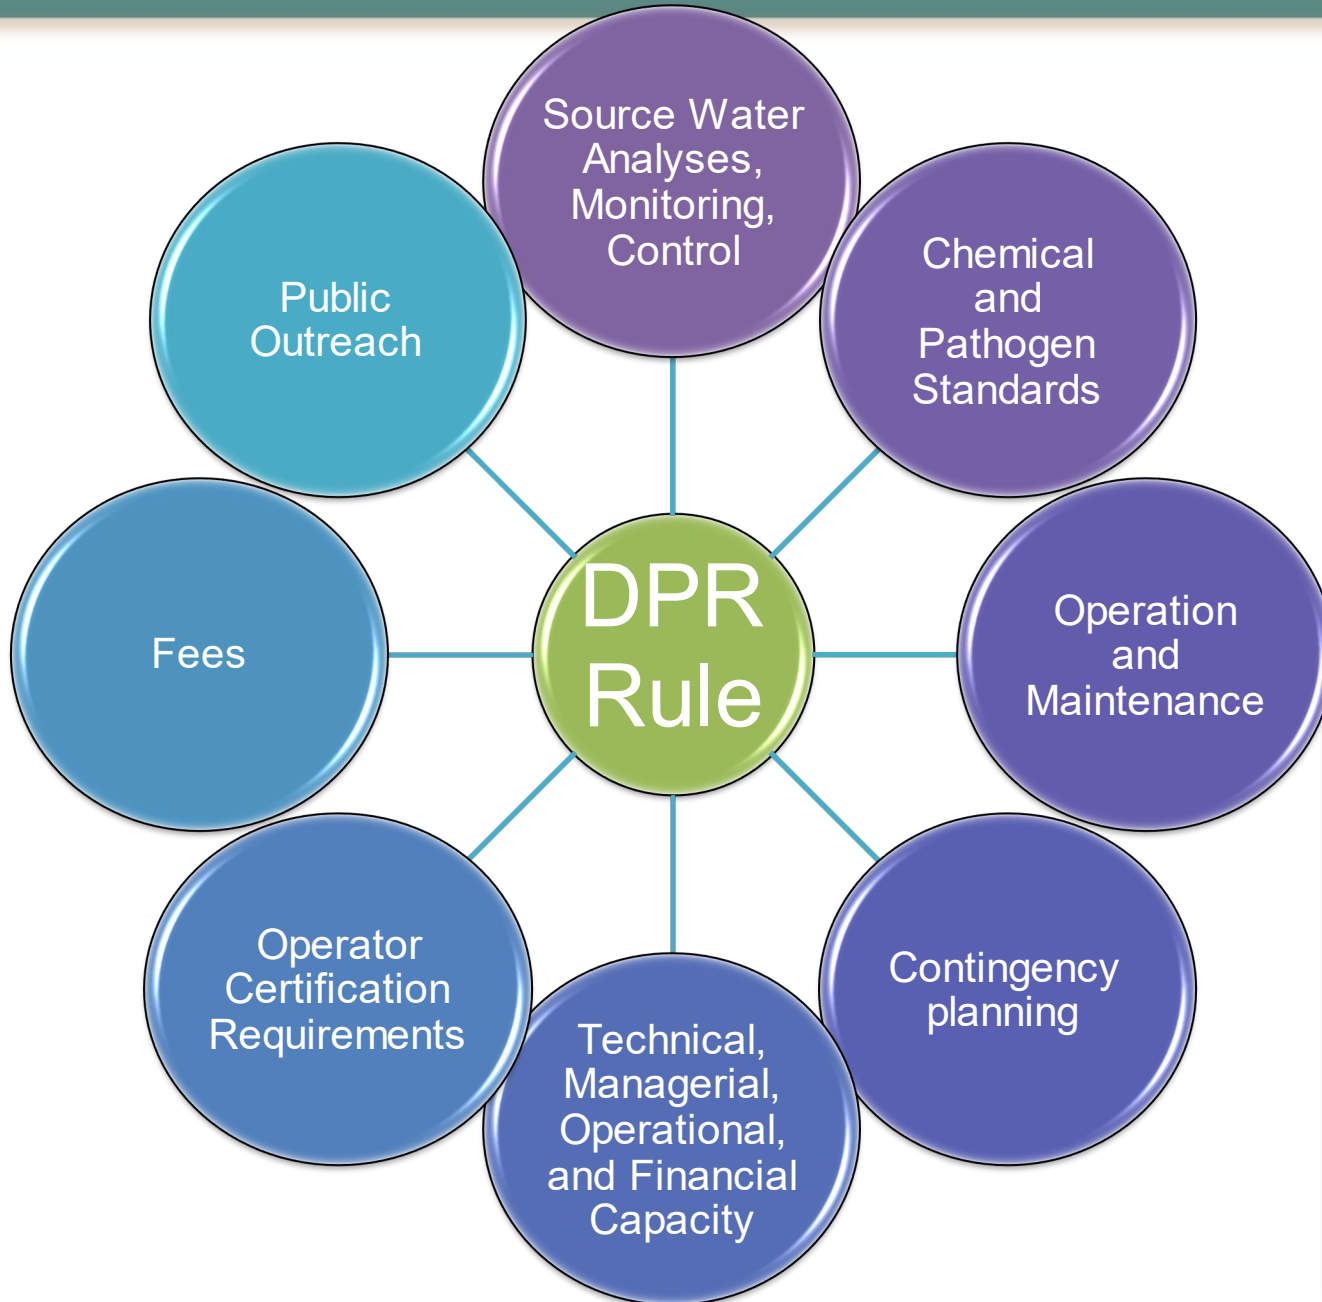 Source Water
Analyses,
Monitoring,
Control
Chemical
and
Pathogen
Standards
Operation
and
Maintenance
Contingency
planning
Technical,
Managerial,
Operational,
and Financial
Capacity
Operator
Certification
Requirements
Fees
Public
Outreach
DPR
Rule